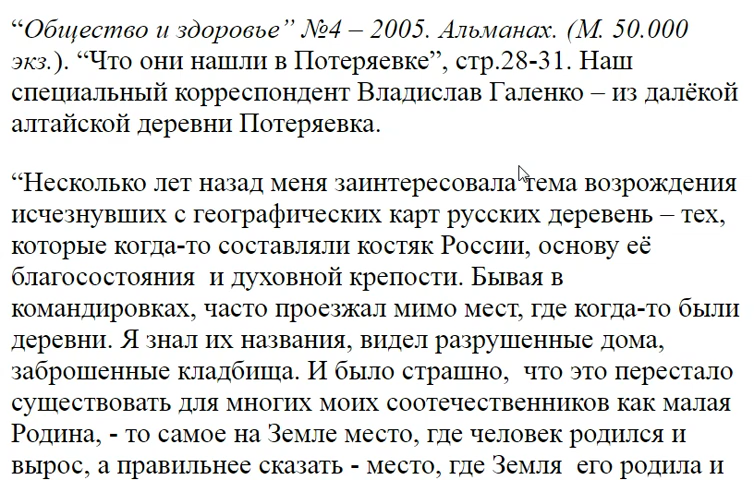 “Общество и здоровье” №4 – 2005. Альманах. (М. 50.000
экз.). “Что они нашли в Потеряевке”, стр.28-31. Наш
специальный корреспондент Владислав Галенко – из далёкой
алтайской деревни Потеряевка.
“Несколько лет назад меня заинтересовала тема возрождения
исчезнувших с географических карт русских деревень – тех,
которые когда-то составляли костяк России, основу её
благосостояния и духовной крепости. Бывая в
командировках, часто проезжал мимо мест, где когда-то были
деревни. Я знал их названия, видел разрушенные дома,
заброшенные кладбища. И было страшно, что это перестало
существовать для многих моих соотечественников как малая
Родина, - то самое на Земле место, где человек родился и
вырос, а правильнее сказать - место, где Земля его родила и